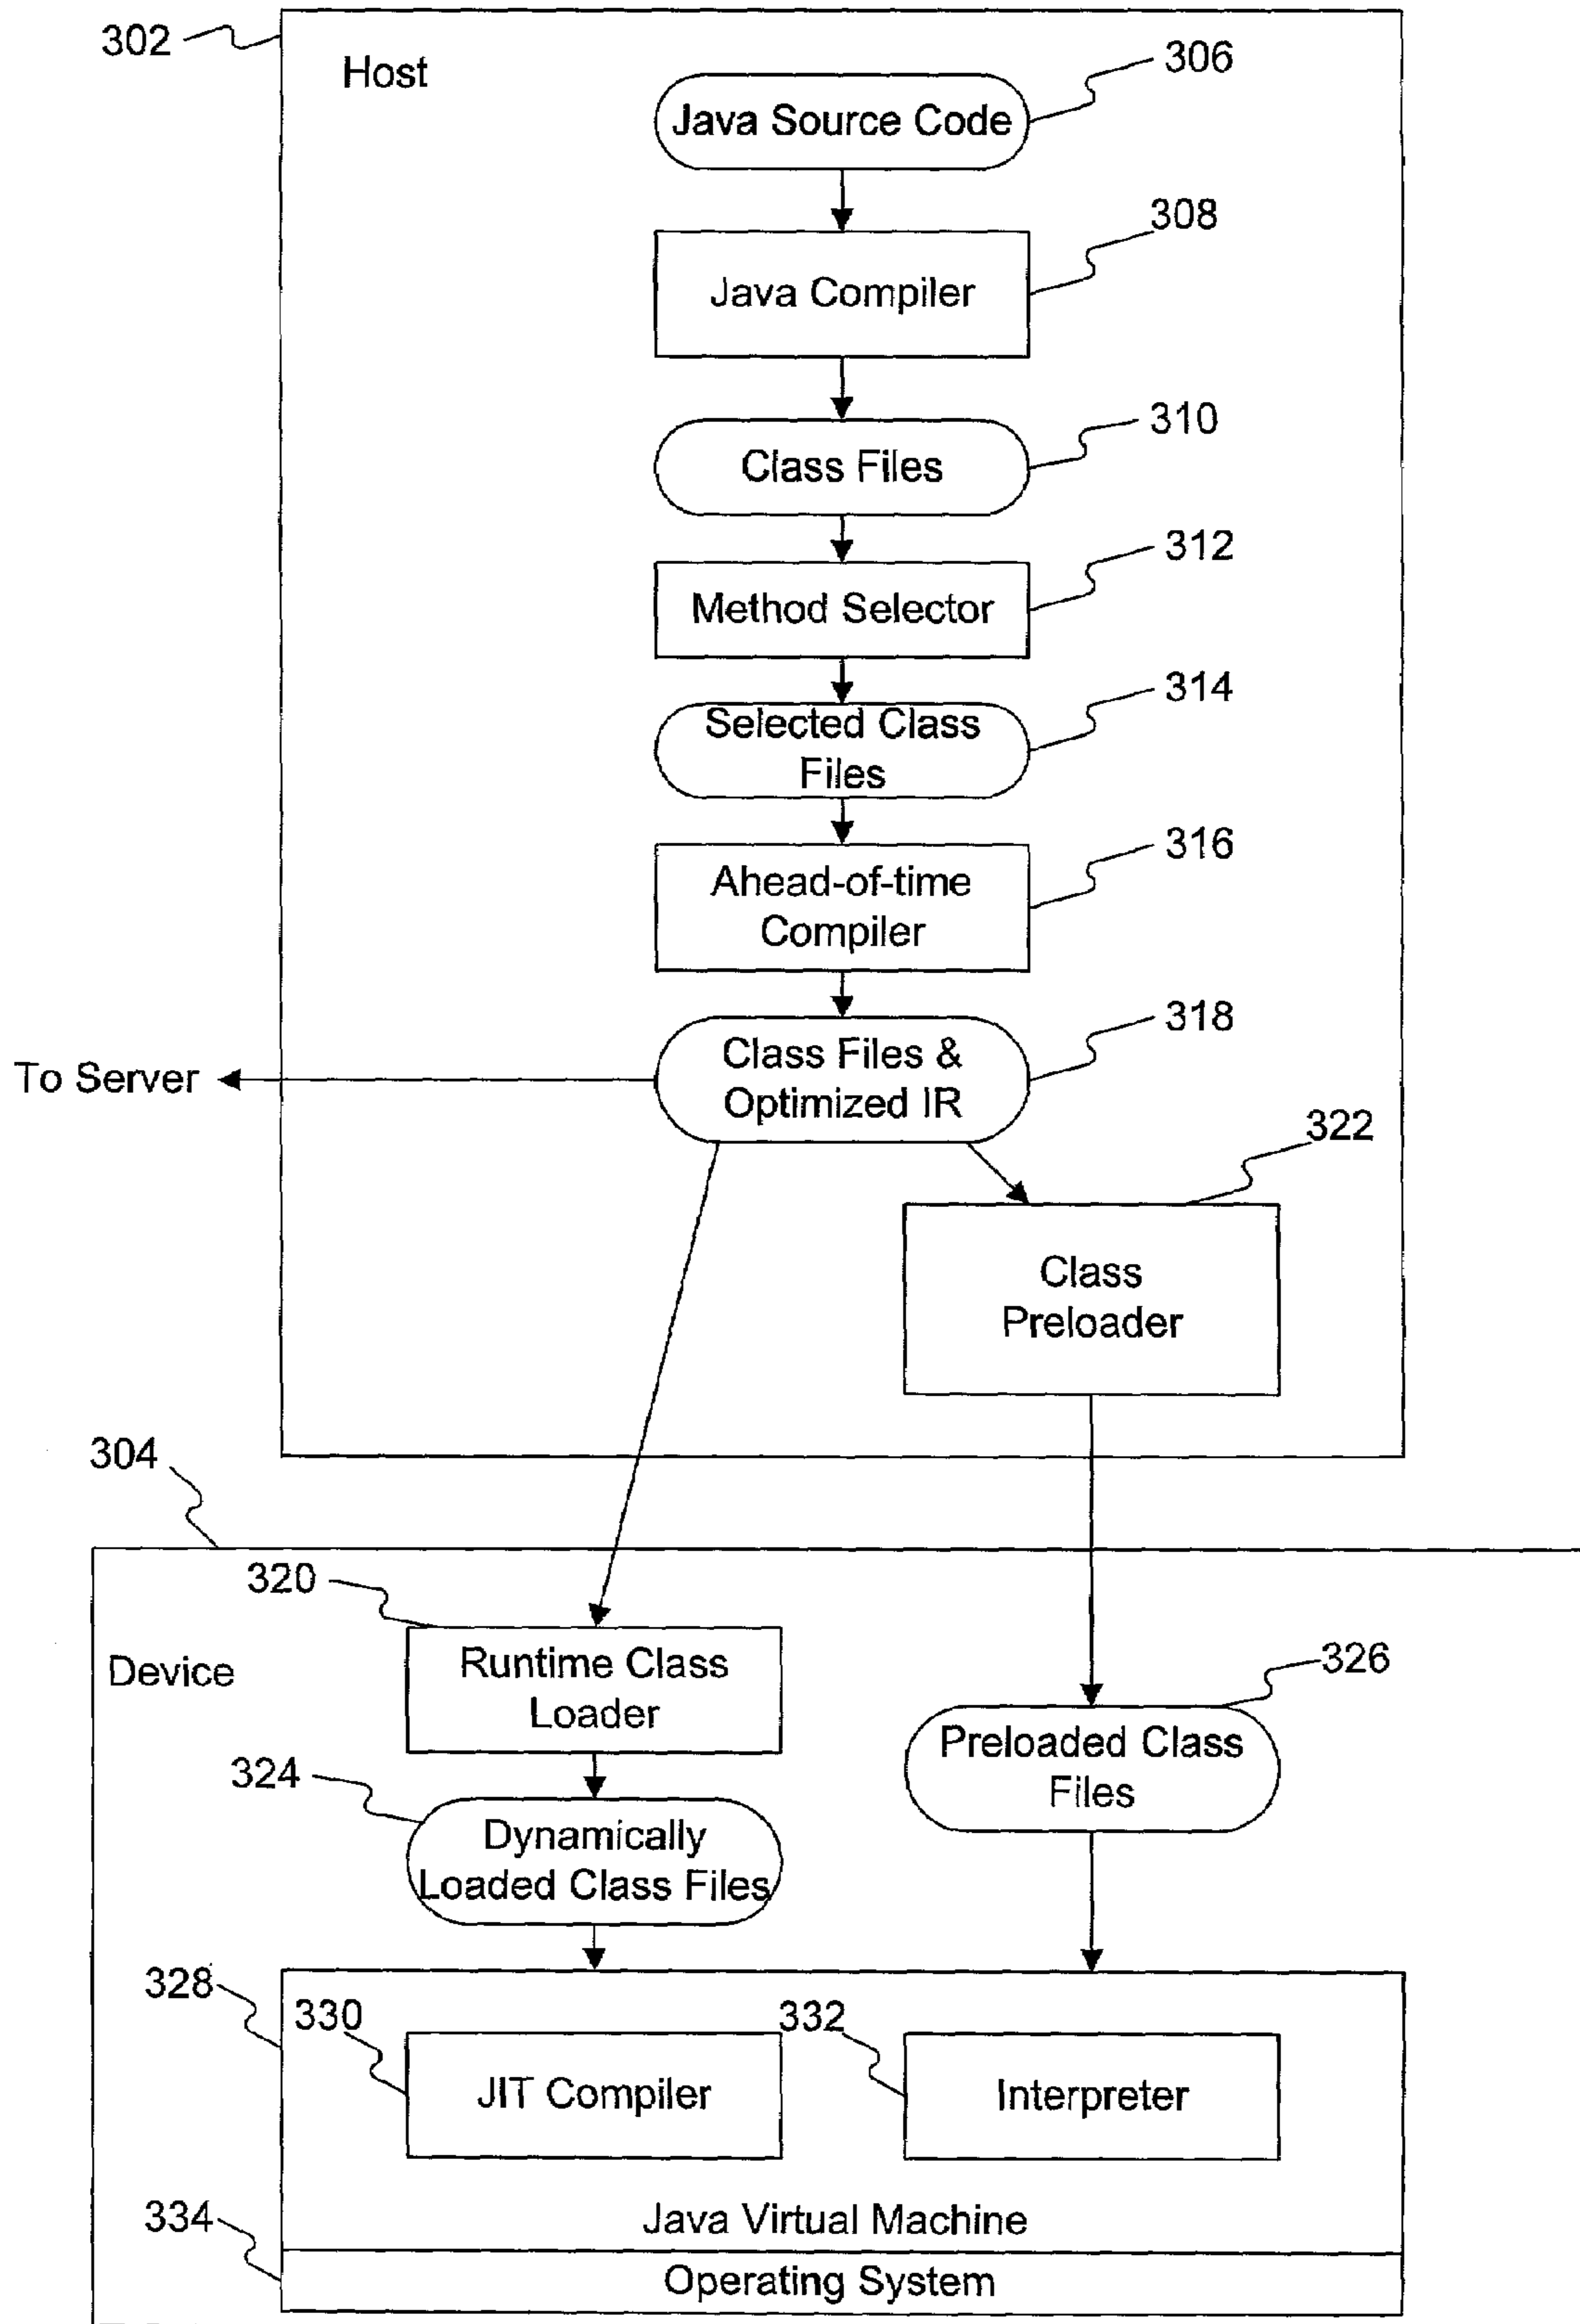 302
Host
306
Java Source Code
308
Java Compiler
310
Class Files
312
Method Selector
314
Selected Class
Files
316
Ahead-of-time
Compiler
318
Class Files &
Optimized IR
To Server
322
Class
Preloader
304
320
Device
Runtime Class
Loader
326
Preloaded Class
Files
324
Dynamically
Loaded Class Files
328
330
JIT Compiler
332
Interpreter
Java Virtual Machine
334
Operating System